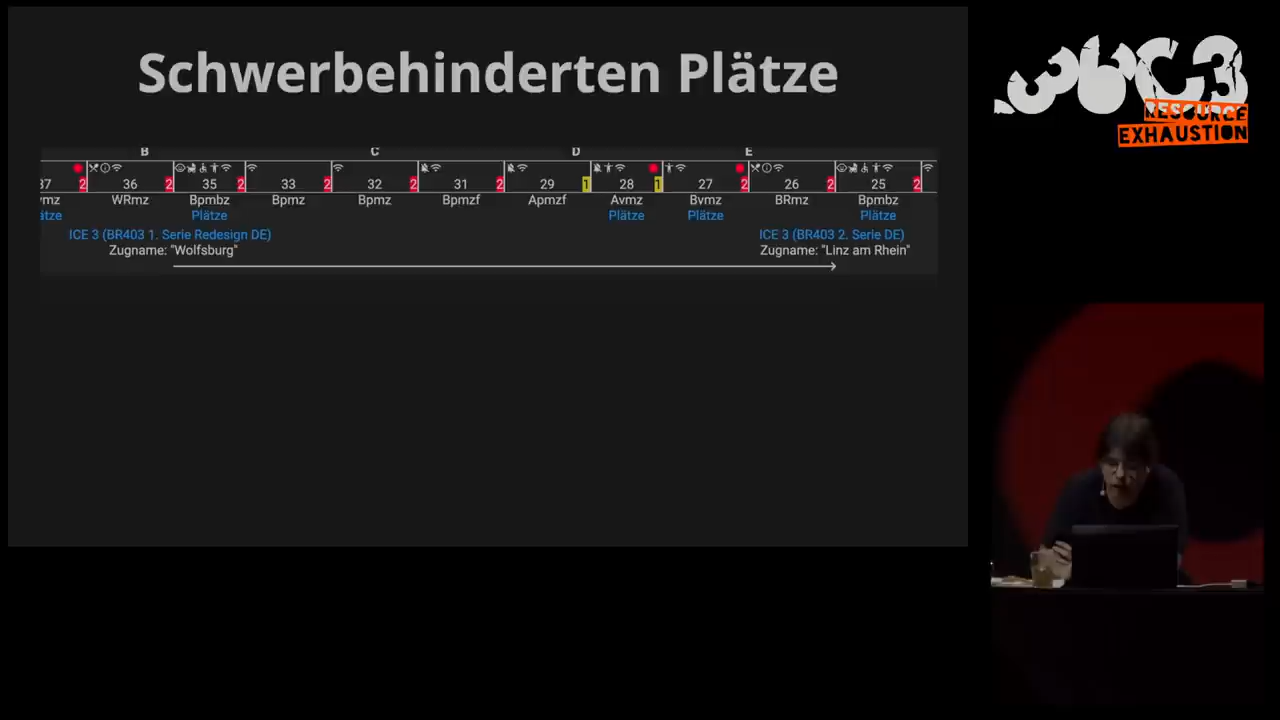 Schwerbehinderten Plätze
B C D E
37 2 36 2 35 2 33 2 32 2 31 2 29 1 28 1 27 2 26 2 25 2
WRmz Bpmbz Bpmz Bpmz Bpmzf Apmzf Avmz Bvmz BRmz Bpmbz
Plätze Plätze Plätze Plätze
ICE 3 (BR403 1. Serie Redesign DE) ICE 3 (BR403 2. Serie DE)
Zugname: "Wolfsburg" Zugname: "Linz am Rhein"
36C3
RESOURCE
EXHAUSTION